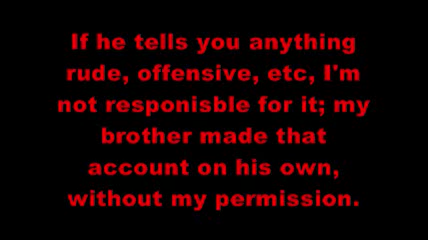 If he tells you anything
rude, offensive, etc, I'm
not responisble for it; my
brother made that
account on his own,
without my permission.